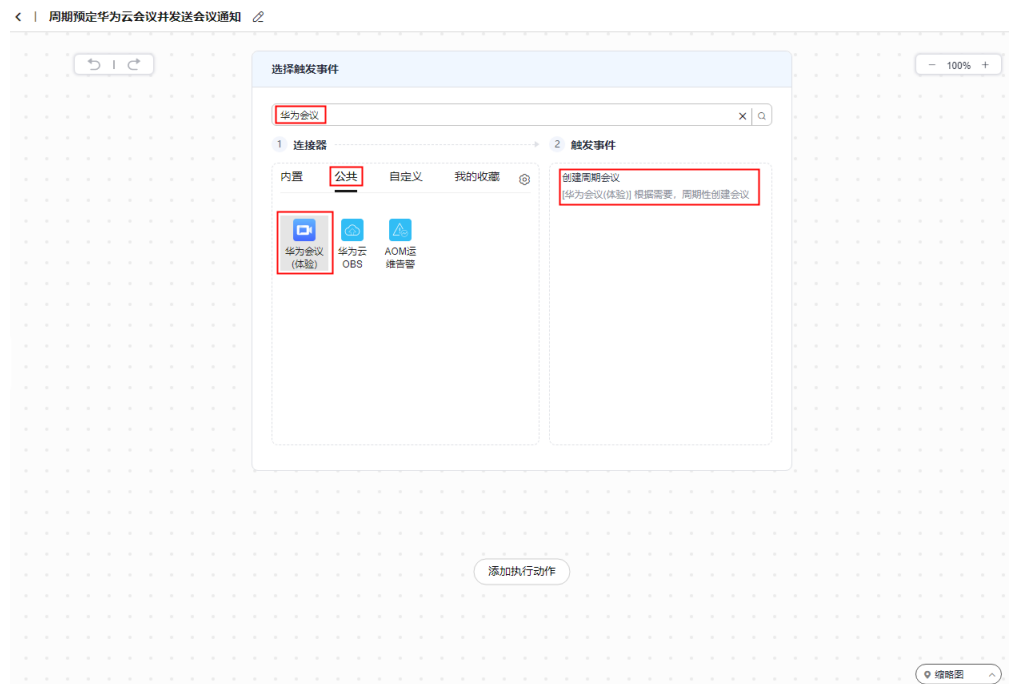 周期预定华为云会议并发送会议通知
100%
选择触发事件
华为会议
1 连接器
2 触发事件
内置 公共 自定义 我的收藏
创建周期会议
[华为会议(体验)] 根据需要，周期性创建会议
华为会议 华为云 AOM运
(体验) OBS 维告警
添加执行动作
缩略图